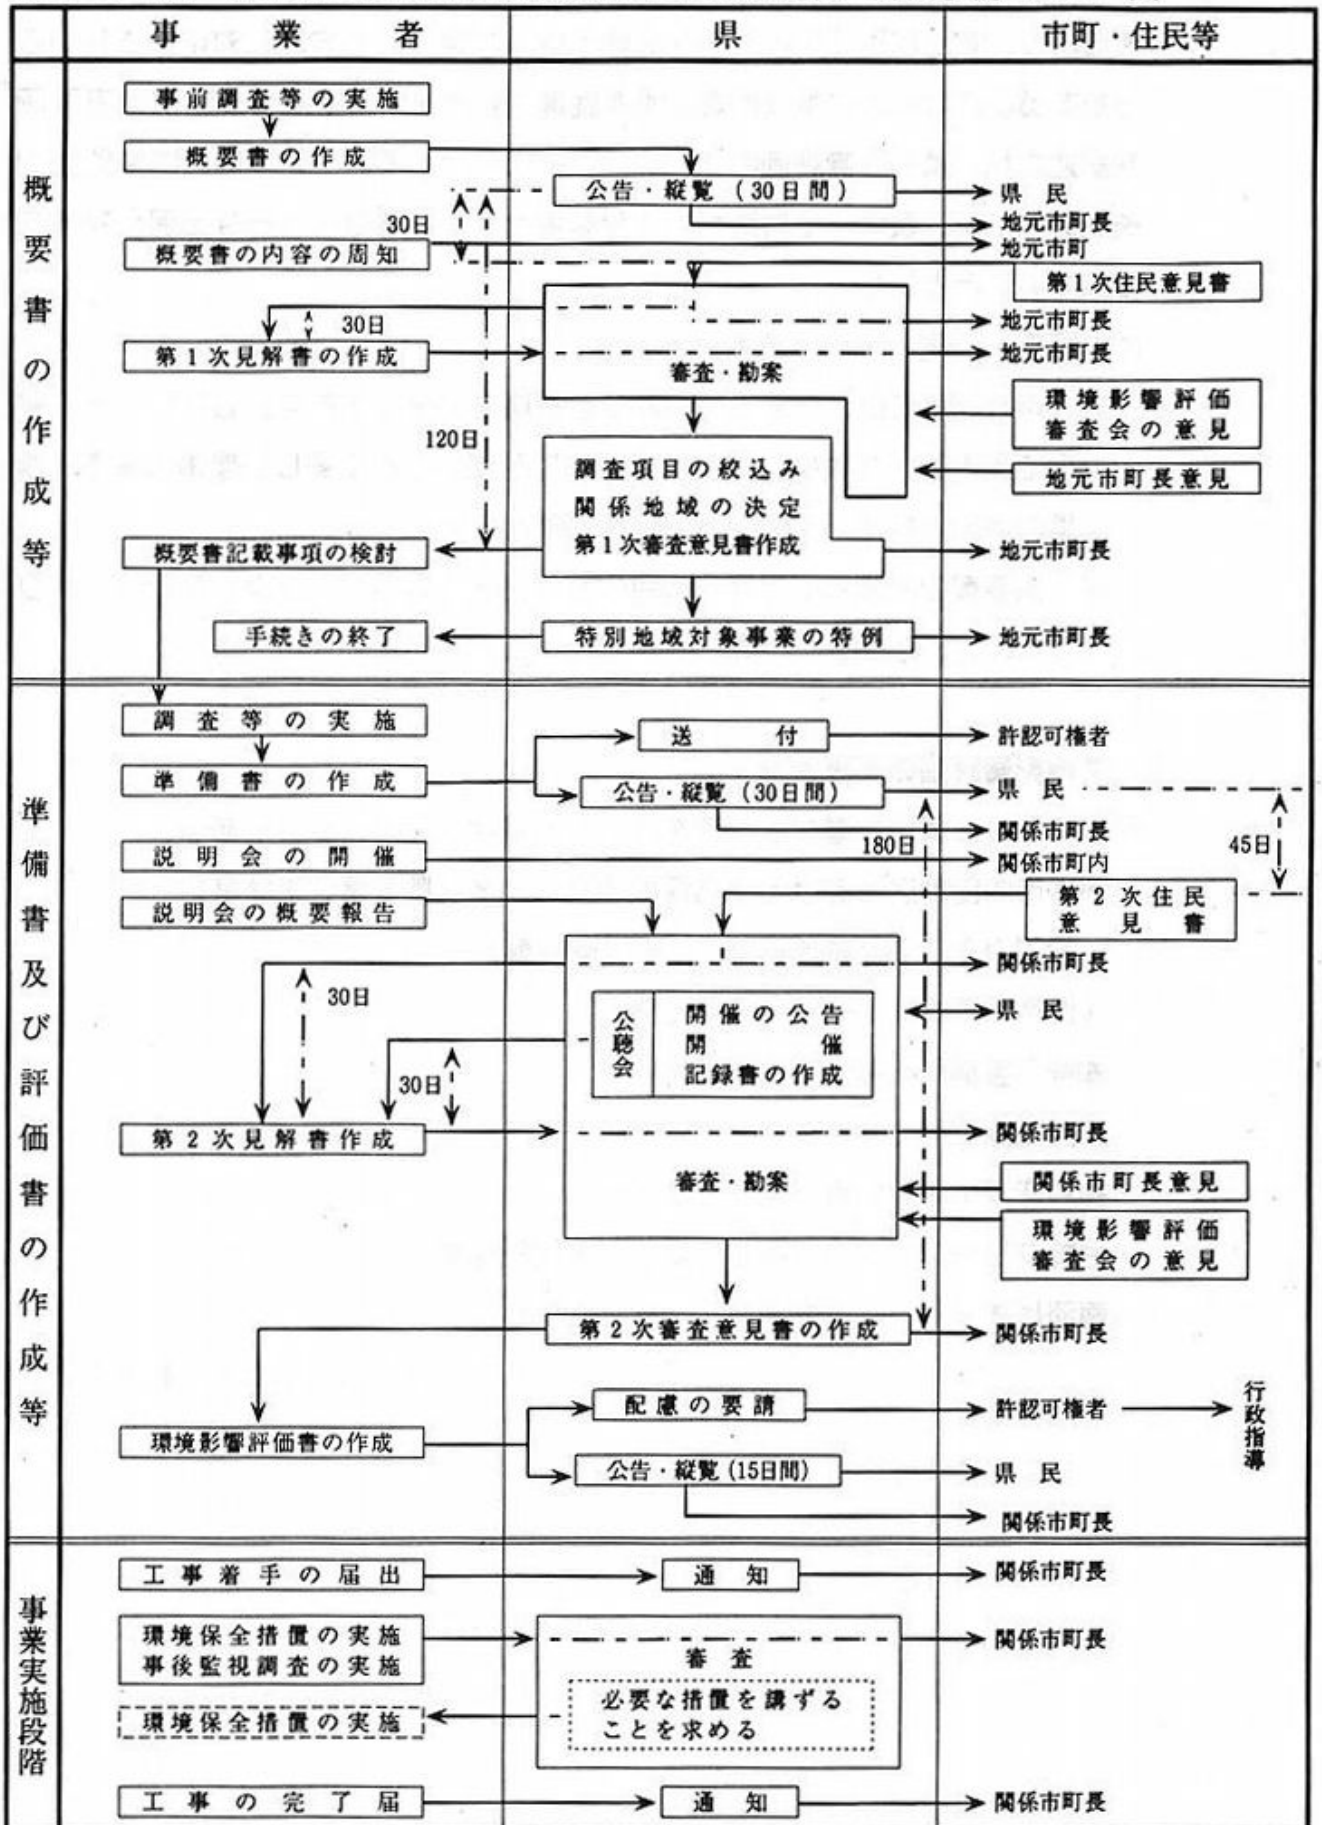 事業者
県
市町・住民等
概要書の作成等
事前調査等の実施
概要書の作成
公告・縦覧(30日間)
県民
地元市町長
30日
概要書の内容の周知
地元市町
第1次住民意見書
30日
地元市町長
第1次見解書の作成
地元市町長
審査・勘案
環境影響評価
審査会の意見
120日
調査項目の絞込み
地元市町長意見
関係地域の決定
概要書記載事項の検討
第1次審査意見書作成
地元市町長
手続きの終了
特別地域対象事業の特例
地元市町長
準備書及び評価書の作成等
調査等の実施
送付
許認可権者
準備書の作成
公告・縦覧(30日間)
県民
関係市町長
180日
45日
説明会の開催
関係市町内
説明会の概要報告
第2次住民
意見書
関係市町長
30日
公聴会
開催の公告
県民
開催
記録書の作成
30日
第2次見解書作成
関係市町長
審査・勘案
関係市町長意見
環境影響評価
審査会の意見
第2次審査意見書の作成
関係市町長
配慮の要請
許認可権者
行政指導
環境影響評価書の作成
公告・縦覧(15日間)
県民
関係市町長
事業実施段階
工事着手の届出
通知
関係市町長
環境保全措置の実施
事後監視調査の実施
関係市町長
審査
必要な措置を講ずる
ことを求める
環境保全措置の実施
工事の完了届
通知
関係市町長